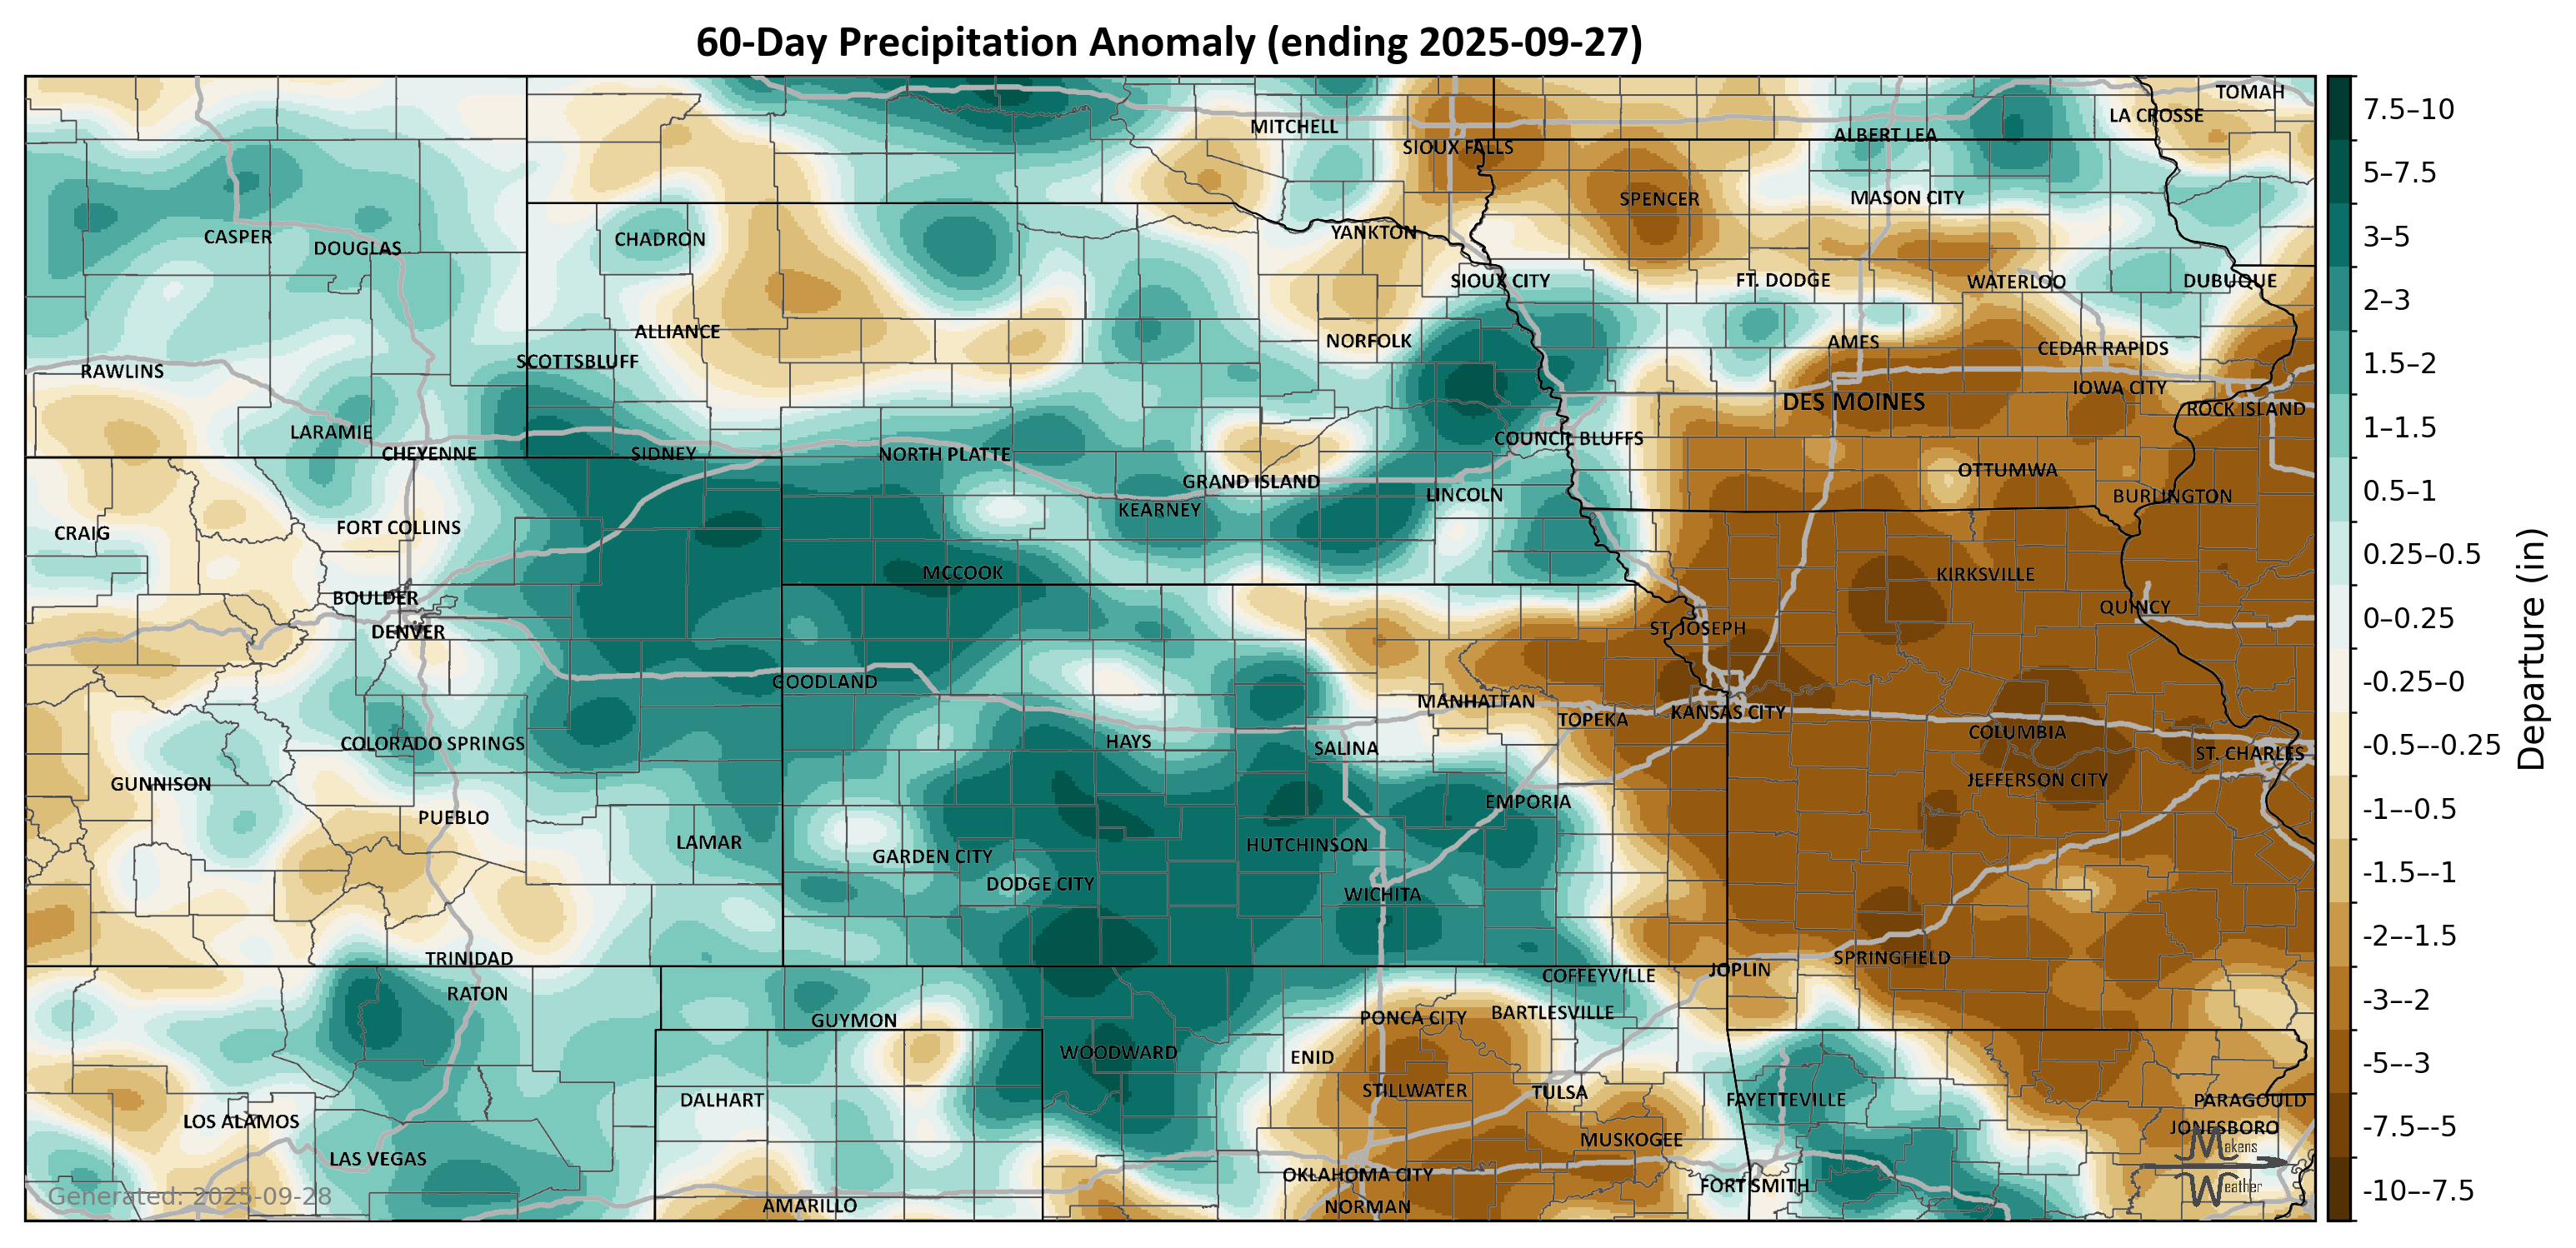 60-Day Precipitation Anomaly (ending 2025-09-27)
TOMAH
LA CROSSE
MITCHELL
ALBERT LEA
SIOUX FALLS
SPENCER
MASON CITY
CASPER
DOUGLAS
CHADRON
YANKTON
SIOUX CITY
FT. DODGE
WATERLOO
DUBUQUE
ALLIANCE
NORFOLK
AMES
CEDAR RAPIDS
SCOTTSBLUFF
RAWLINS
IOWA CITY
DES MOINES
ROCK ISLAND
LARAMIE
COUNCIL BLUFFS
CHEYENNE
SIDNEY
NORTH PLATTE
OTTUMWA
GRAND ISLAND
LINCOLN
BURLINGTON
KEARNEY
CRAIG
FORT COLLINS
MCCOOK
KIRKSVILLE
BOULDER
QUINCY
DENVER
ST. JOSEPH
GOODLAND
MANHATTAN
TOPEKA
KANSAS CITY
COLUMBIA
COLORADO SPRINGS
HAYS
SALINA
ST. CHARLES
GUNNISON
JEFFERSON CITY
EMPORIA
PUEBLO
LAMAR
GARDEN CITY
HUTCHINSON
DODGE CITY
WICHITA
TRINIDAD
SPRINGFIELD
JOPLIN
COFFEYVILLE
RATON
GUYMON
PONCA CITY
BARTLESVILLE
WOODWARD
ENID
STILLWATER
TULSA
DALHART
FAYETTEVILLE
PARAGOULD
LOS ALAMOS
JONESBORO
MUSKOGEE
LAS VEGAS
OKLAHOMA CITY
FORT SMITH
AMARILLO
NORMAN
Makens
Weather
Generated: 2025-09-28
7.5–10
5–7.5
3–5
2–3
1.5–2
1–1.5
0.5–1
0.25–0.5
0–0.25
-0.25–0
-0.5–-0.25
-1–-0.5
-1.5–-1
-2–-1.5
-3–-2
-5–-3
-7.5–-5
-10–-7.5
Departure (in)